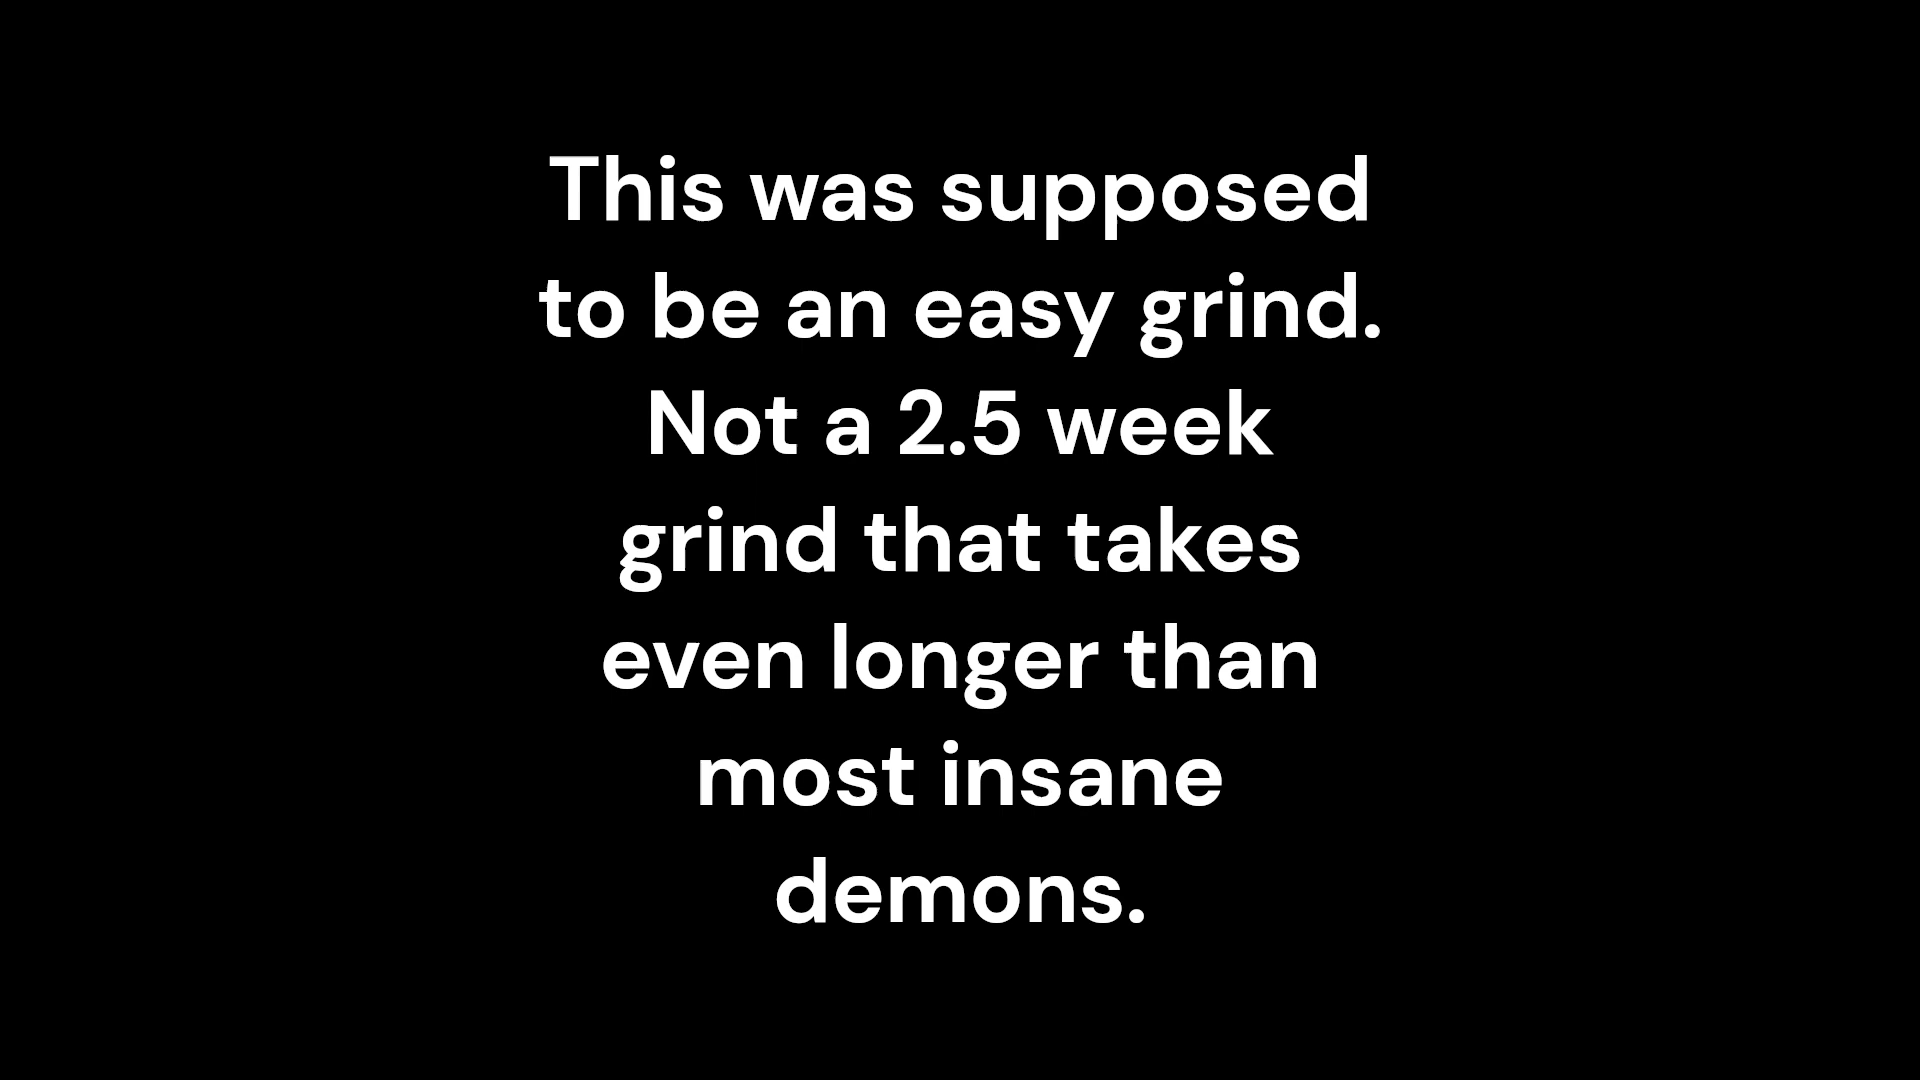 This was supposed
to be an easy grind.
Not a 2.5 week
grind that takes
even longer than
most insane
demons.